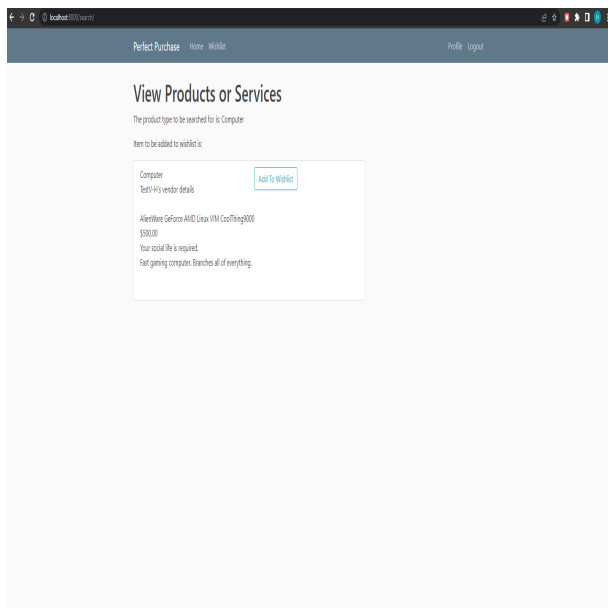 localhost:8000/search/
Perfect Purchase Home Wishlist Profile Logout
View Products or Services
The product type to be searched for is: Computer
Item to be added to wishlist is:
Computer
Add To Wishlist
TestV-H's vendor details
AlienWare GeForce AMD Linux VIM CoolThing9000
$500.00
Your social life is required.
Fast gaming computer. Branches all of everything.